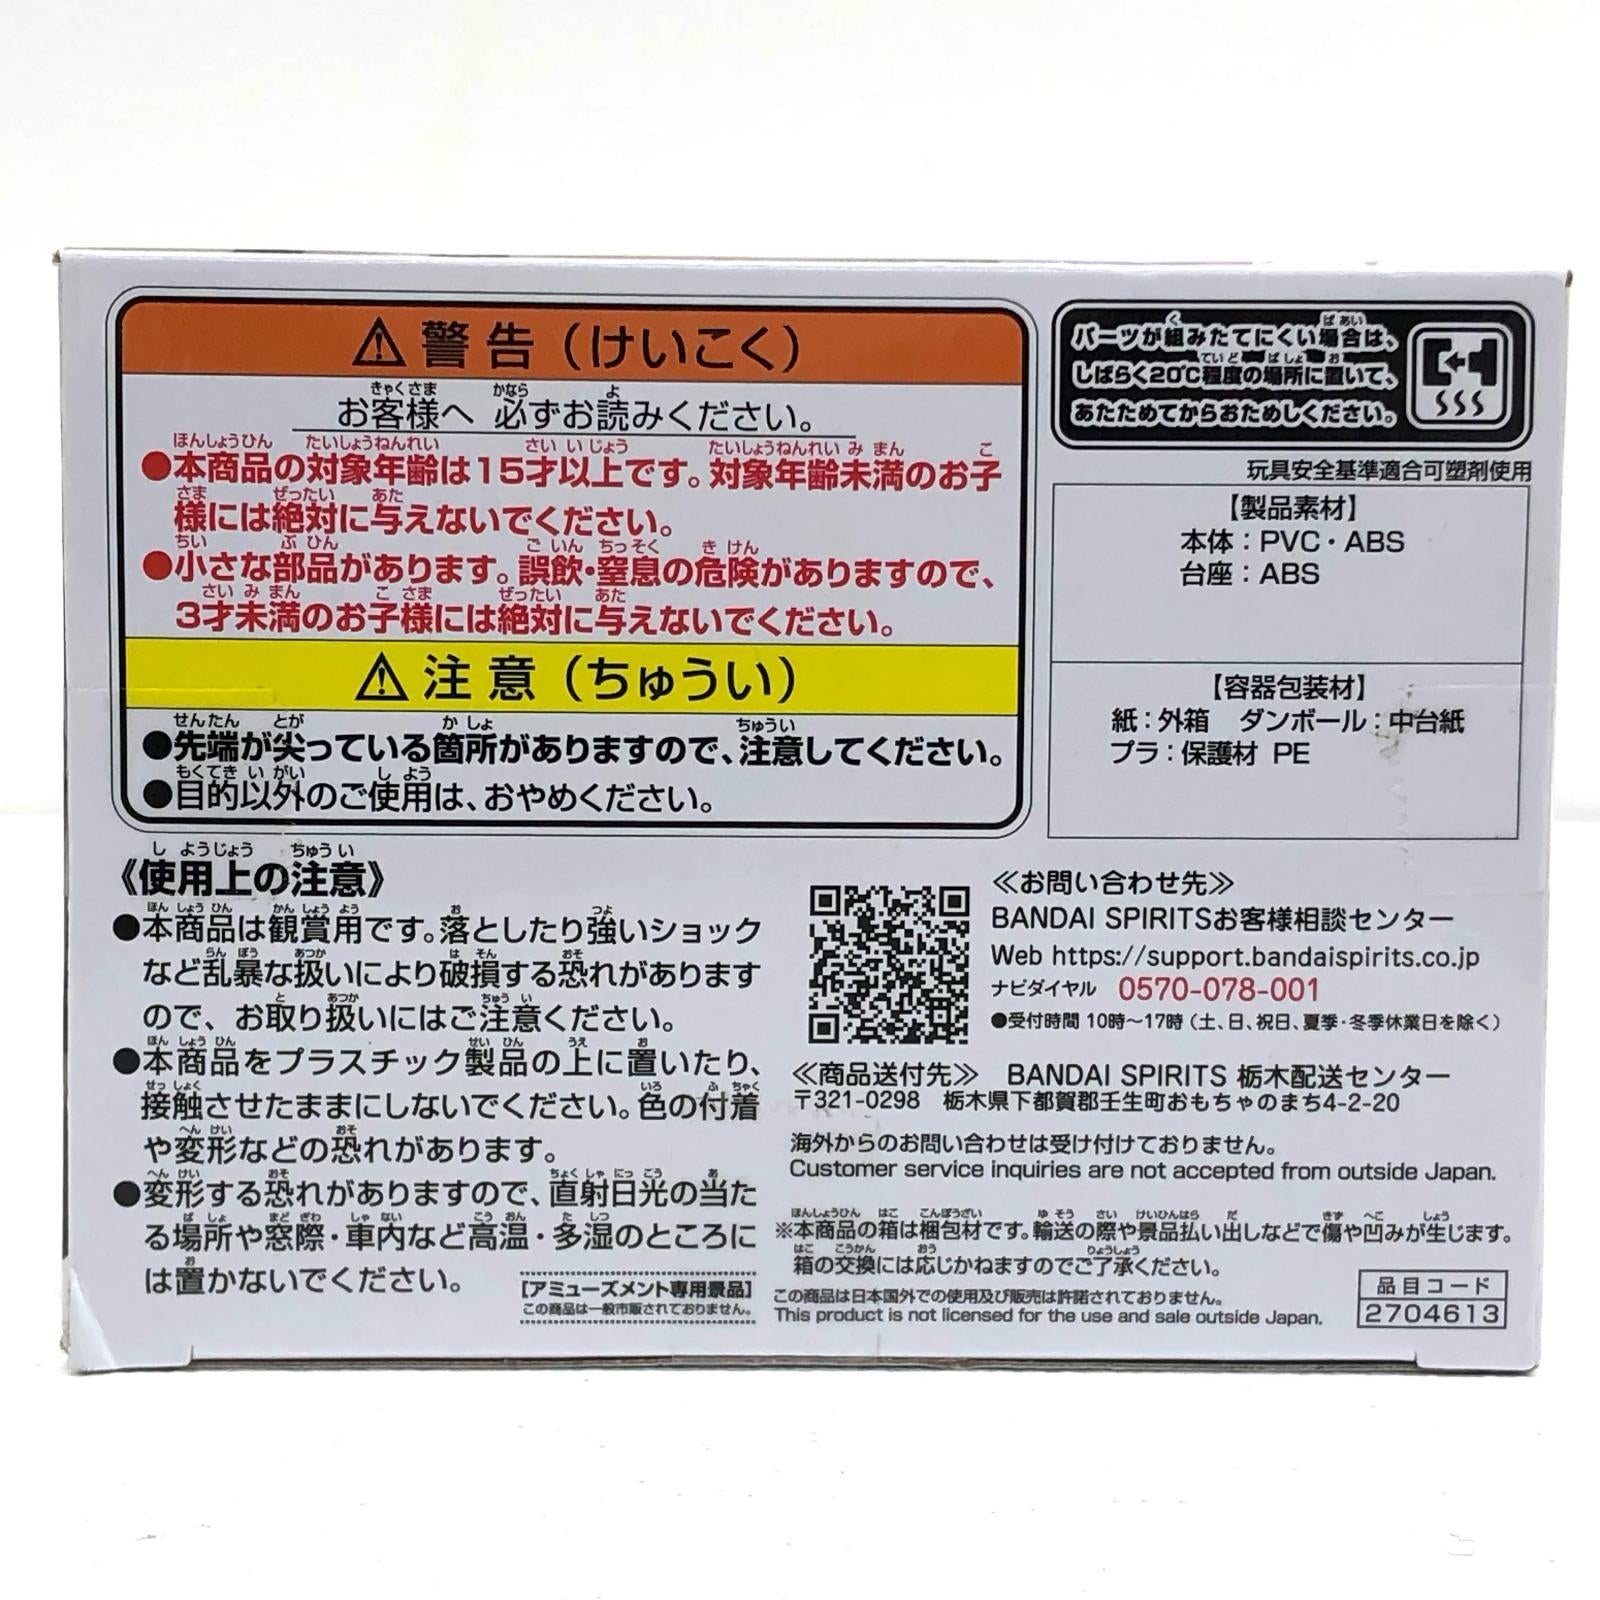 ⚠警告（けいこく）
お客様へ 必ずお読みください。
●本商品の対象年齢は15才以上です。対象年齢未満のお子
様には絶対に与えないでください。
●小さな部品があります。誤飲・窒息の危険がありますので、
3才未満のお子様には絶対に与えないでください。
⚠注意（ちゅうい）
●先端が尖っている箇所がありますので、注意してください。
●目的以外のご使用は、おやめください。
《使用上の注意》
●本商品は観賞用です。落としたり強いショック
など乱暴な扱いにより破損する恐れがあります
ので、お取り扱いにはご注意ください。
●本商品をプラスチック製品の上に置いたり、
接触させたままにしないでください。色の付着
や変形などの恐れがあります。
●変形する恐れがありますので、直射日光の当た
る場所や窓際・車内など高温・多湿のところに
は置かないでください。
[アミューズメント専用景品]
この商品は一般市販されておりません。
パーツが組みたてにくい場合は、
しばらく20℃程度の場所に置いて、
あたためてからおためしください。
玩具安全基準適合可塑剤使用
【製品素材】
本体：PVC・ABS
台座：ABS
【容器包装材】
紙：外箱 ダンボール：中台紙
プラ：保護材 PE
≪お問い合わせ先≫
BANDAI SPIRITSお客様相談センター
Web https://support.bandaispirits.co.jp
ナビダイヤル 0570-078-001
●受付時間 10時〜17時（土、日、祝日、夏季・冬季休業日を除く）
≪商品送付先≫ BANDAI SPIRITS 栃木配送センター
〒321-0298 栃木県下都賀郡壬生町おもちゃのまち4-2-20
海外からのお問い合わせは受け付けておりません。
Customer service inquiries are not accepted from outside Japan.
※本商品の箱は梱包材です。輸送の際や景品払い出しなどで傷や凹みが生じます。
箱の交換には応じかねますのでご了承ください。
この商品は日本国外での使用及び販売は許諾されておりません。
This product is not licensed for the use and sale outside Japan.
品目コード
2704613